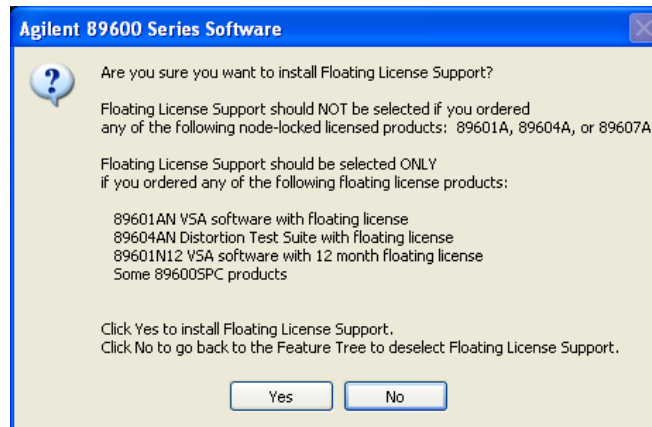 Agilent 89600 Series Software
Are you sure you want to install Floating License Support?
Floating License Support should NOT be selected if you ordered
any of the following node-locked licensed products: 89601A, 89604A, or 89607A
Floating License Support should be selected ONLY
if you ordered any of the following floating license products:
89601AN VSA software with floating license
89604AN Distortion Test Suite with floating license
89601N12 VSA software with 12 month floating license
Some 89600SPC products
Click Yes to install Floating License Support.
Click No to go back to the Feature Tree to deselect Floating License Support.
Yes
No